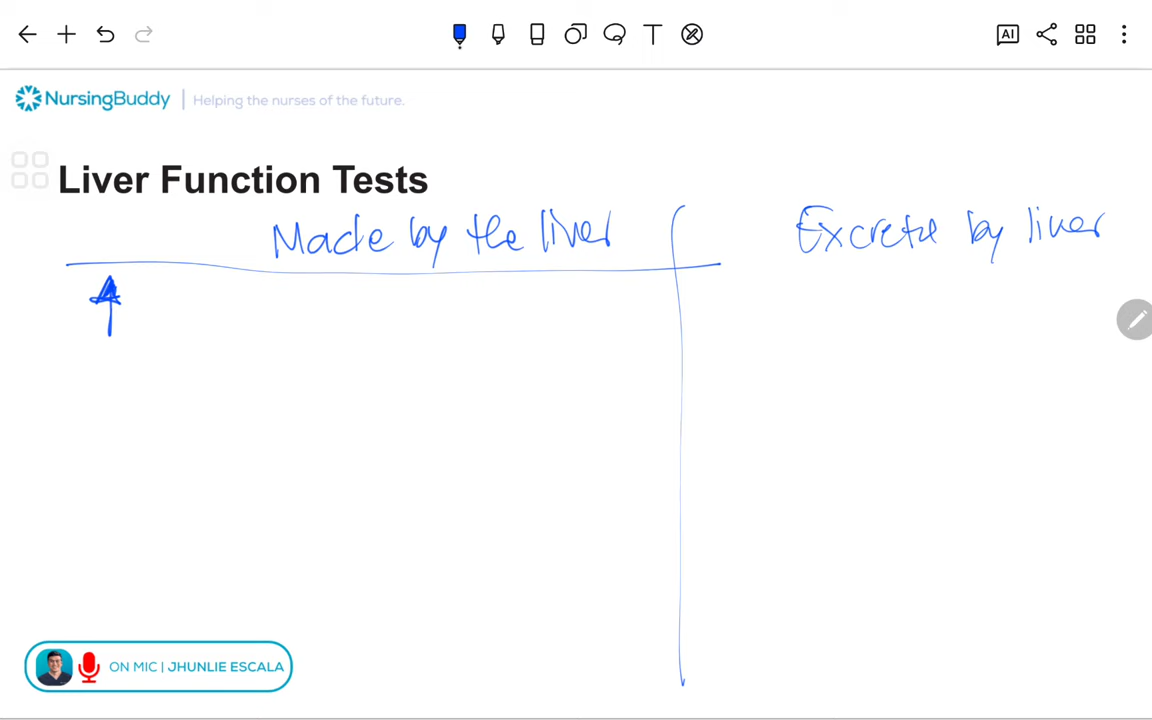 AI
NursingBuddy | Helping the nurses of the future.
Liver Function Tests
Made by the liver
Excrete by liver
ON MIC | JHUNLIE ESCALA